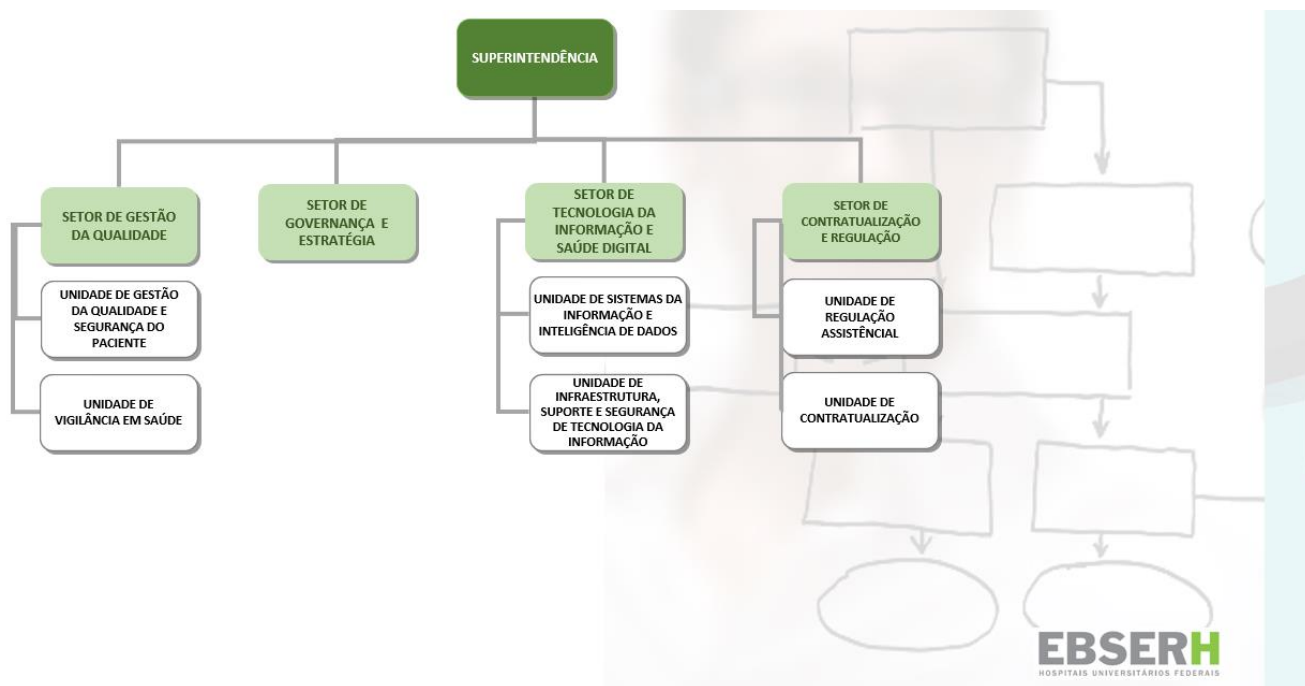 SUPERINTENDÊNCIA
SETOR DE GESTÃO
DA QUALIDADE
UNIDADE DE GESTÃO
DA QUALIDADE E
SEGURANÇA DO
PACIENTE
UNIDADE DE
VIGILÂNCIA EM SAÚDE
SETOR DE
GOVERNANÇA E
ESTRATÉGIA
SETOR DE
TECNOLOGIA DA
INFORMAÇÃO E
SAÚDE DIGITAL
UNIDADE DE SISTEMAS DA
INFORMAÇÃO E
INTELIGÊNCIA DE DADOS
UNIDADE DE
INFRAESTRUTURA,
SUPORTE E SEGURANÇA
DE TECNOLOGIA DA
INFORMAÇÃO
SETOR DE
CONTRATUALIZAÇÃO
E REGULAÇÃO
UNIDADE DE
REGULAÇÃO
ASSISTÊNCIAL
UNIDADE DE
CONTRATUALIZAÇÃO
EBSERH
HOSPITAIS UNIVERSITÁRIOS FEDERAIS